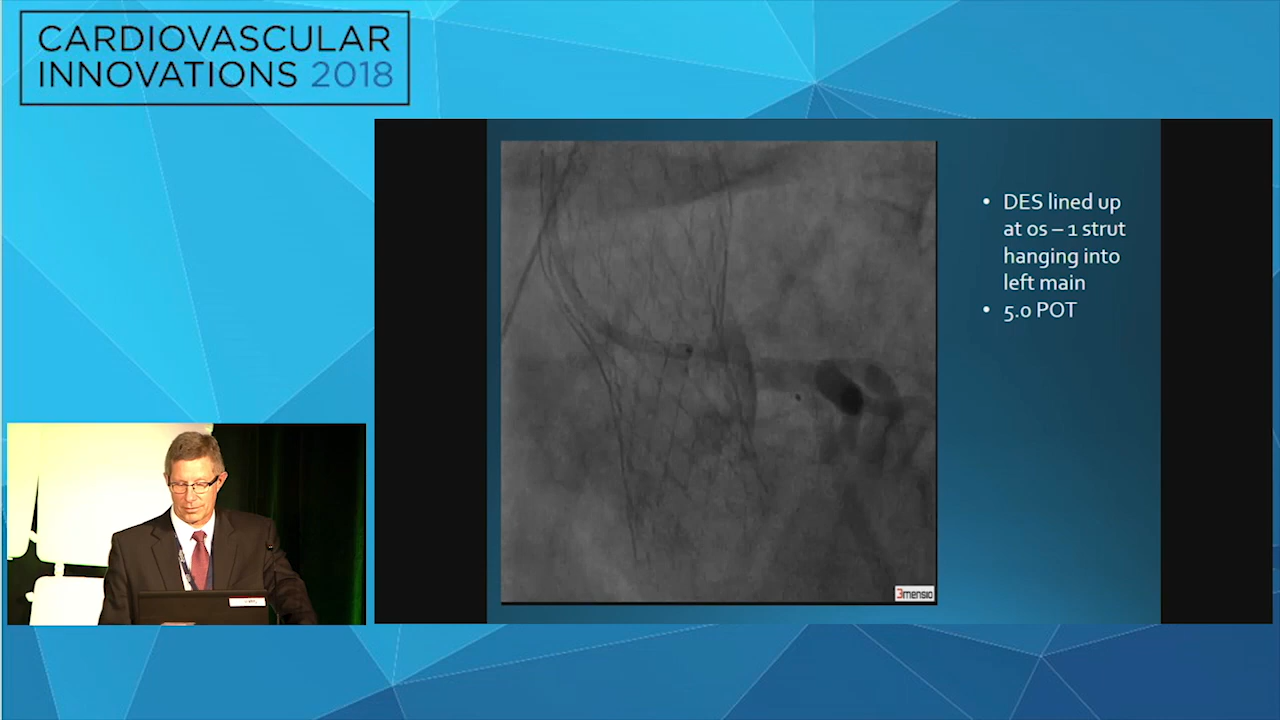 CARDIOVASCULAR
INNOVATIONS 2018
• DES lined up
at os – 1 strut
hanging into
left main
• 5.0 POT
3mensio